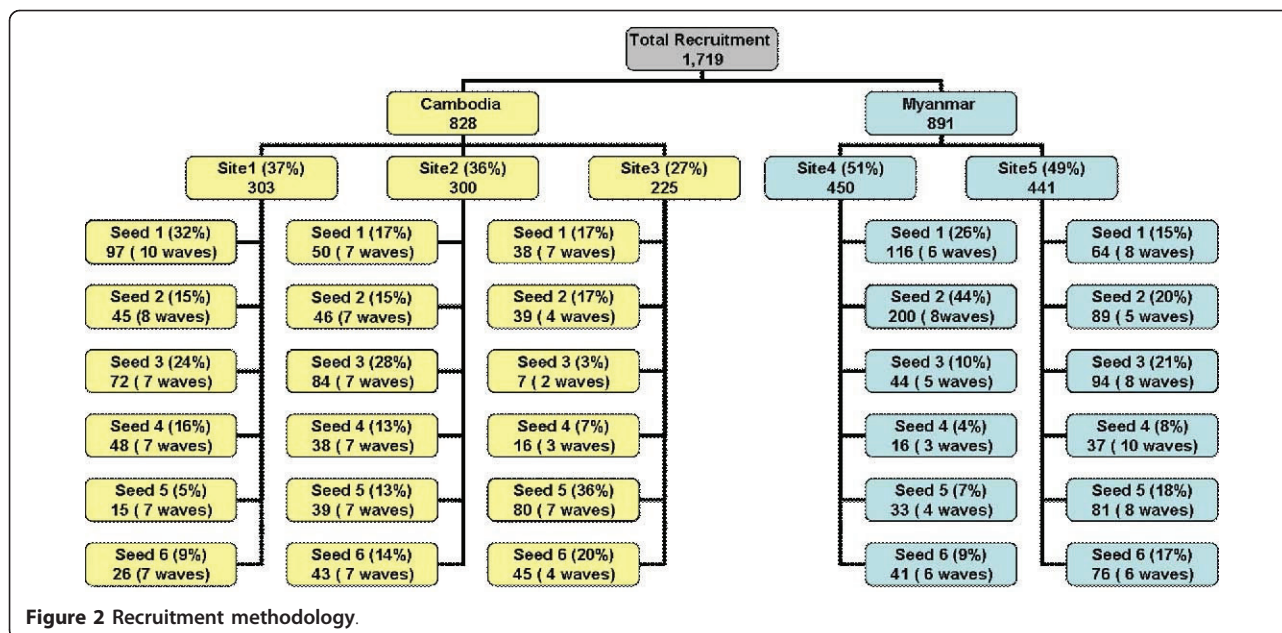 Total Recruitment
1,719
Cambodia
828
Myanmar
891
Site1 (37%)
303
Site2 (36%)
300
Site3 (27%)
225
Site4 (51%)
450
Site5 (49%)
441
Seed 1 (32%)
97 ( 10 waves)
Seed 2 (15%)
45 (8 waves)
Seed 3 (24%)
72 ( 7 waves)
Seed 4 (16%)
48 ( 7 waves)
Seed 5 (5%)
15 ( 7 waves)
Seed 6 (9%)
26 (7 waves)
Seed 1 (17%)
50 ( 7 waves)
Seed 2 (15%)
46 ( 7 waves)
Seed 3 (28%)
84 ( 7 waves)
Seed 4 (13%)
38 ( 7 waves)
Seed 5 (13%)
39 ( 7 waves)
Seed 6 (14%)
43 ( 7 waves)
Seed 1 (17%)
38 ( 7 waves)
Seed 2 (17%)
39 ( 4 waves)
Seed 3 (3%)
7 ( 2 waves)
Seed 4 (7%)
16 ( 3 waves)
Seed 5 (36%)
80 ( 7 waves)
Seed 6 (20%)
45 ( 4 waves)
Seed 1 (26%)
116 ( 6 waves)
Seed 2 (44%)
200 ( 8waves)
Seed 3 (10%)
44 ( 5 waves)
Seed 4 (4%)
16 ( 3 waves)
Seed 5 (7%)
33 ( 4 waves)
Seed 6 (9%)
41 ( 6 waves)
Seed 1 (15%)
64 ( 8 waves)
Seed 2 (20%)
89 ( 5 waves)
Seed 3 (21%)
94 ( 8 waves)
Seed 4 (8%)
37 ( 10 waves)
Seed 5 (18%)
81 ( 8 waves)
Seed 6 (17%)
76 ( 6 waves)
Figure 2 Recruitment methodology.